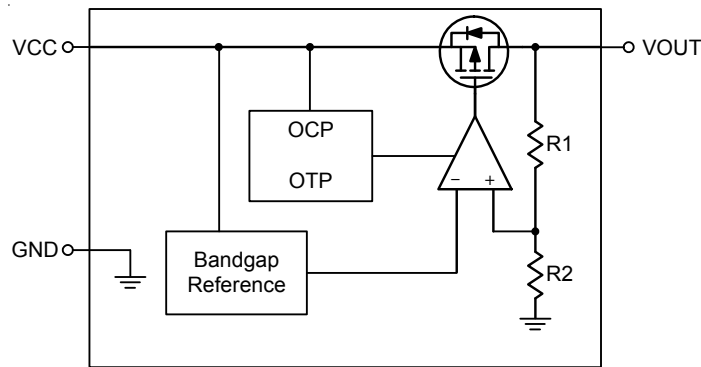 VCC
VOUT
OCP
OTP
R1
− +
GND
Bandgap
Reference
R2